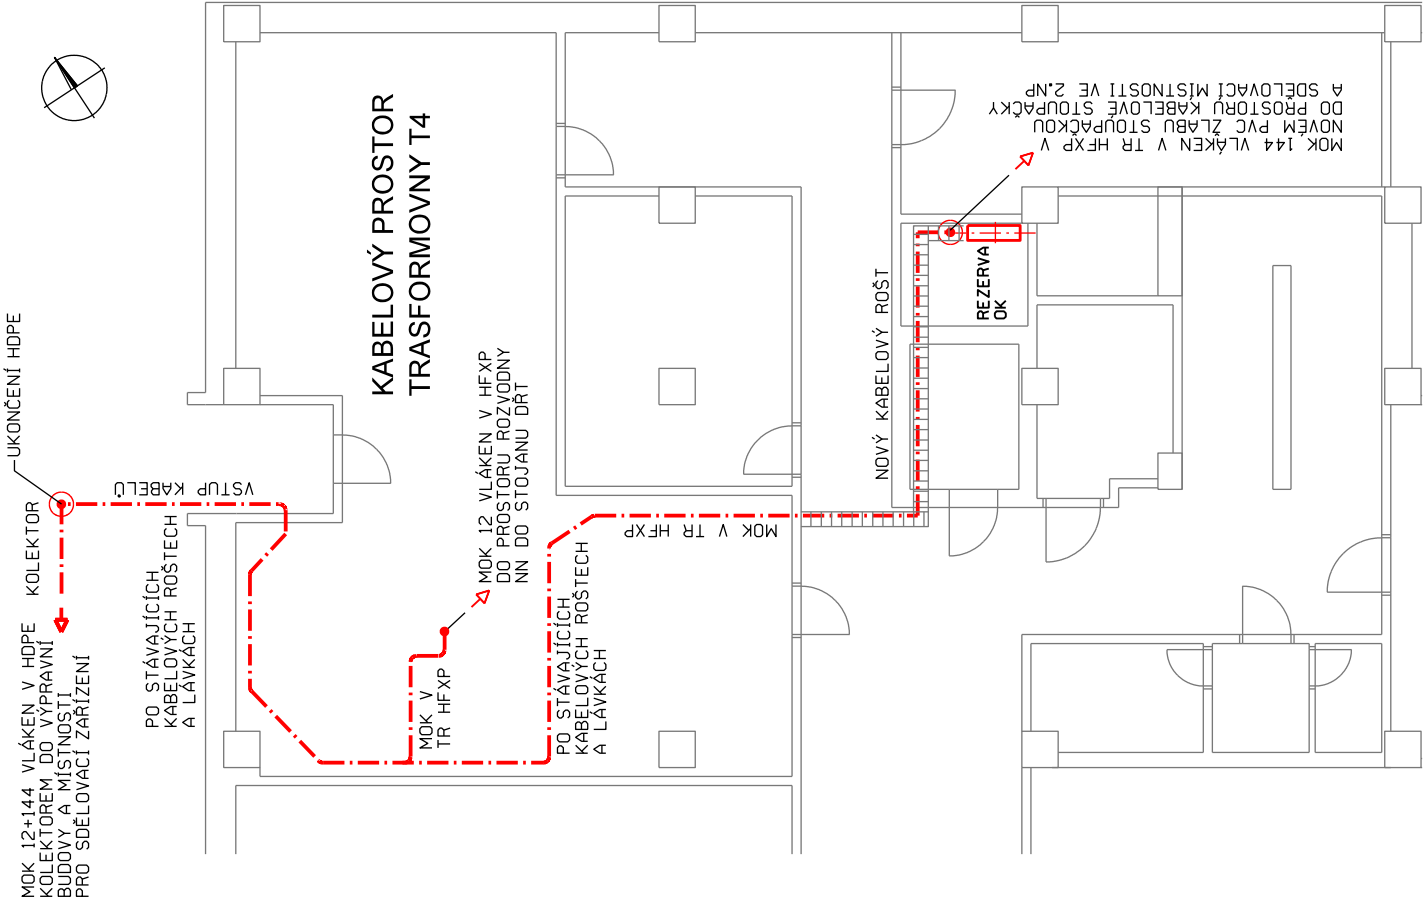 UKONČENÍ HDPE
KOLEKTOR
MOK 12+144 VLÁKEN V HDPE
KOLEKTOREM DO VÝPRAVNÍ
BUDOVY A MÍSTNOSTI
PRO SDĚLOVACÍ ZAŘÍZENÍ
VSTUP KABELŮ
PO STÁVAJÍCÍCH
KABELOVÝCH ROŠTECH
A LÁVKÁCH
KABELOVÝ PROSTOR
TRASFORMOVNY T4
MOK V
TR HFXP
MOK 12 VLÁKEN V HFXP
DO PROSTORU ROZVODNY
NN DO STOJANU DŘT
PO STÁVAJÍCÍCH
KABELOVÝCH ROŠTECH
A LÁVKÁCH
MOK V TR HFXP
NOVÝ KABELOVÝ ROŠT
REZERVA
OK
MOK 144 VLÁKEN V TR HFXP V
NOVÉM PVC ŽLABU STOUPAČKOU
DO PROSTORU KABELOVÉ STOUPAČKY
A SDĚLOVACÍ MÍSTNOSTI VE 2.NP